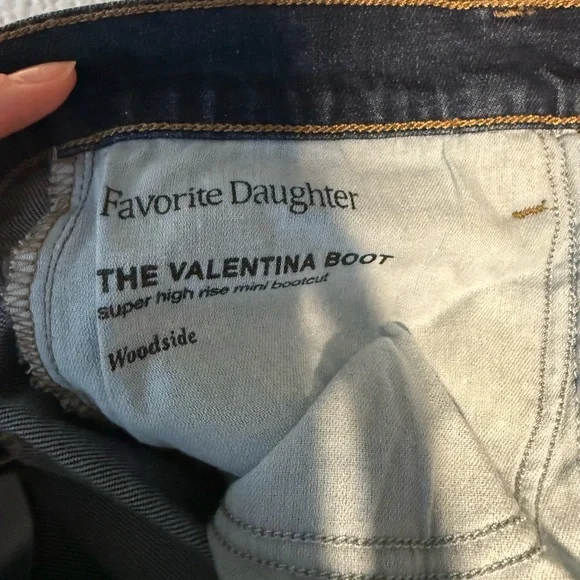 Favorite Daughter
THE VALENTINA BOOT
super high rise mini bootcut
Woodside